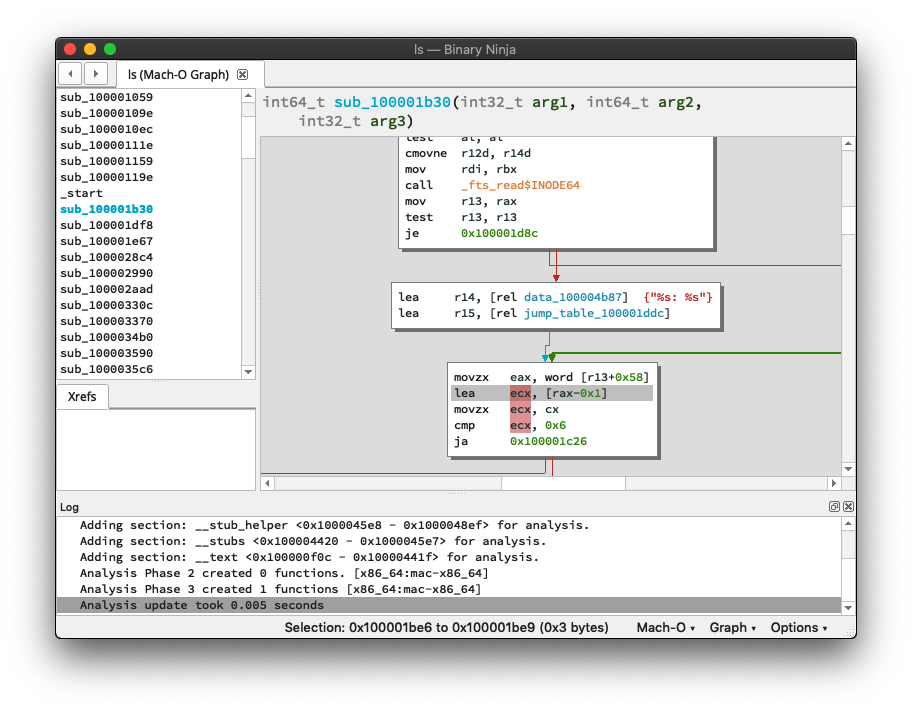 ls — Binary Ninja
ls (Mach-O Graph)
sub_100001059
sub_10000109e
sub_1000010ec
sub_10000111e
sub_100001159
sub_10000119e
_start
sub_100001b30
sub_100001df8
sub_100001e67
sub_1000028c4
sub_100002990
sub_100002aad
sub_10000330c
sub_100003370
sub_1000034b0
sub_100003590
sub_1000035c6
Xrefs
int64_t sub_100001b30(int32_t arg1, int64_t arg2,
int32_t arg3)
test al, al
cmovne r12d, r14d
mov rdi, rbx
call _fts_read$INODE64
mov r13, rax
test r13, r13
je 0x100001d8c
lea r14, [rel data_100004b87] {"%s: %s"}
lea r15, [rel jump_table_100001ddc]
movzx eax, word [r13+0x58]
lea ecx, [rax-0x1]
movzx ecx, cx
cmp ecx, 0x6
ja 0x100001c26
Log
Adding section: __stub_helper <0x1000045e8 - 0x1000048ef> for analysis.
Adding section: __stubs <0x100004420 - 0x1000045e7> for analysis.
Adding section: __text <0x100000f0c - 0x10000441f> for analysis.
Analysis Phase 2 created 0 functions. [x86_64:mac-x86_64]
Analysis Phase 3 created 1 functions [x86_64:mac-x86_64]
Analysis update took 0.005 seconds
Selection: 0x100001be6 to 0x100001be9 (0x3 bytes) Mach-O Graph Options